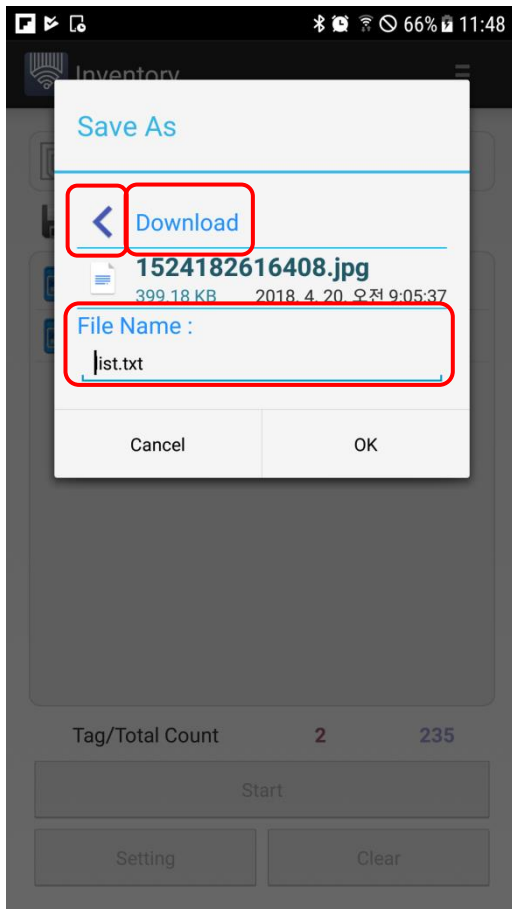 66% 11:48
Inventory
Save As
Download
1524182616408.jpg
399.18 KB 2018. 4. 20. 오전 9:05:37
File Name :
list.txt
Cancel OK
Tag/Total Count 2 235
Start
Setting Clear